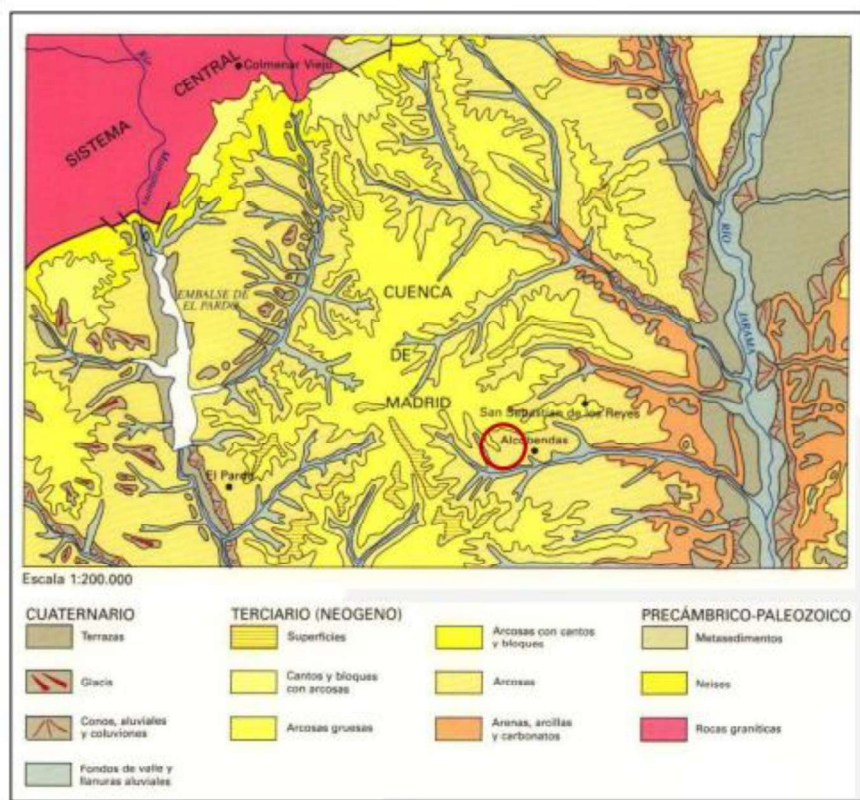 SISTEMA
CENTRAL
Colmenar Viejo
Río
Manzanares
EMBALSE DE
EL PARDO
CUENCA
DE
MADRID
RÍO
JARAMA
San Sebastián de los Reyes
Alcobendas
El Pardo
Escala 1:200.000
CUATERNARIO
Terrazas
Glacis
Conos, aluviales
y coluviones
Fondos de valle y
llanuras aluviales
TERCIARIO (NEOGENO)
Superficies
Cantos y bloques
con arcosas
Arcosas gruesas
Arcosas con cantos
y bloques
Arcosas
Arenas, arcillas
y carbonatos
PRECÁMBRICO-PALEOZOICO
Metasedimentos
Neises
Rocas graníticas